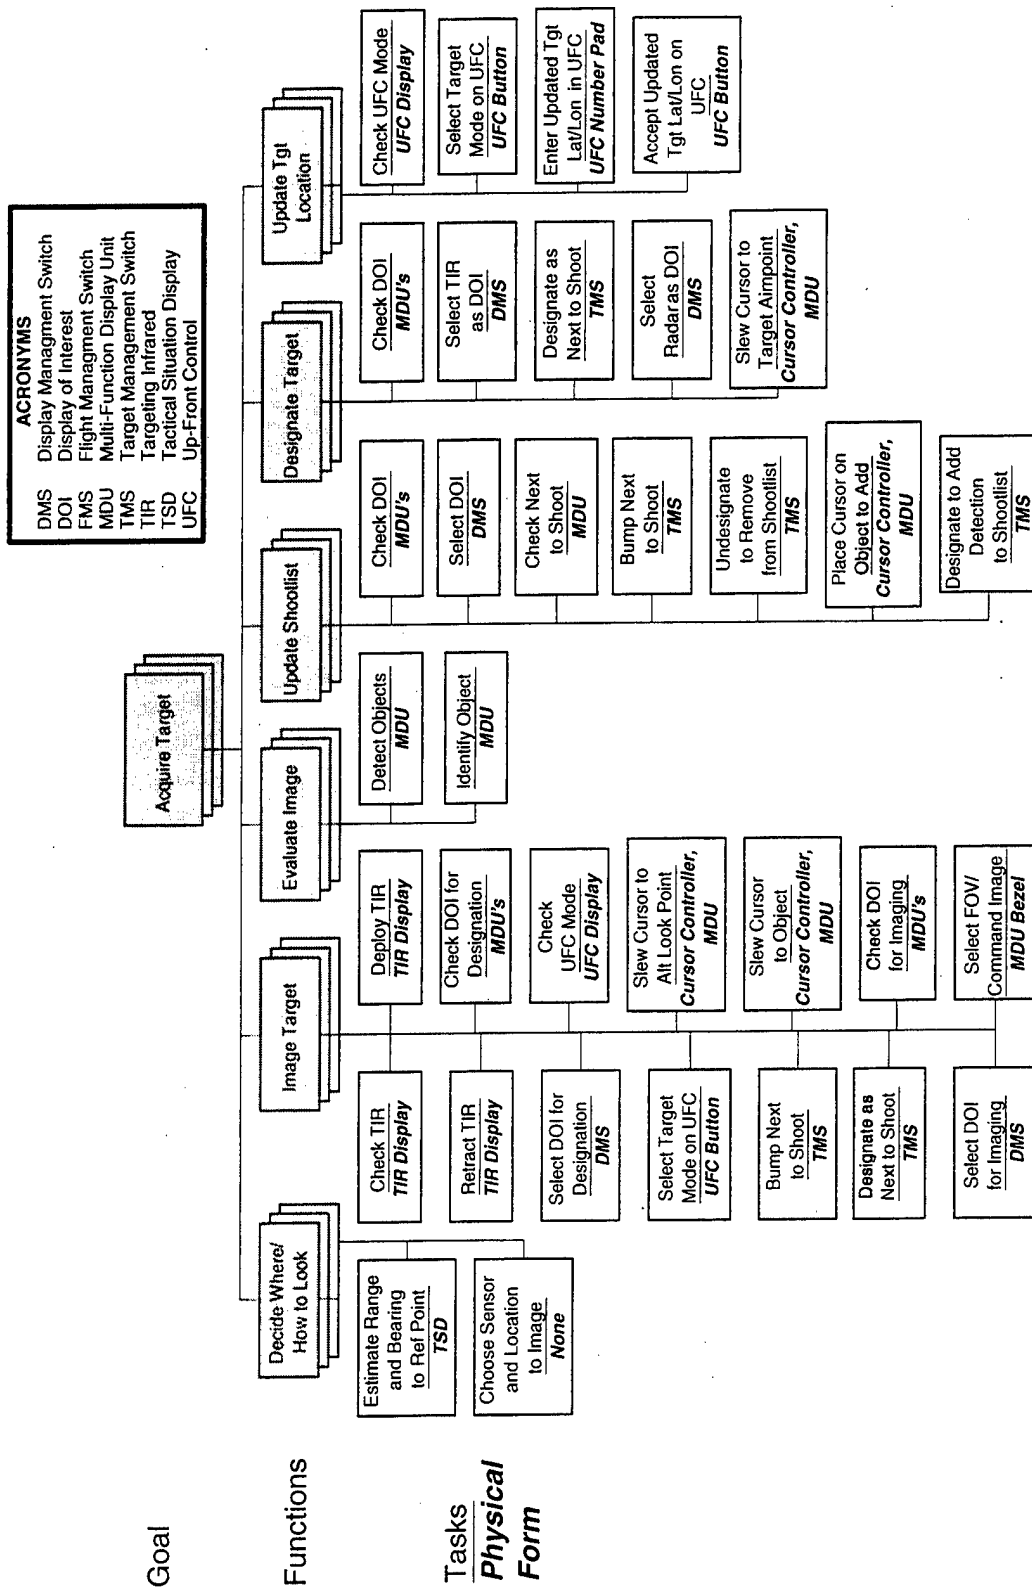 ACRONYMS
DMS Display Managment Switch
DOI Display of Interest
FMS Flight Managment Switch
MDU Multi-Function Display Unit
TMS Target Management Switch
TIR Targeting Infrared
TSD Tactical Situation Display
UFC Up-Front Control
Goal
Acquire Target
Functions
Decide Where/
How to Look
Image Target
Evaluate Image
Update Shootlist
Designate Target
Update Tgt
Location
Tasks
Physical
Form
Estimate Range
and Bearing
to Ref Point
TSD
Choose Sensor
and Location
to Image
None
Check TIR
TIR Display
Retract TIR
TIR Display
Select DOI for
Designation
DMS
Select Target
Mode on UFC
UFC Button
Bump Next
to Shoot
TMS
Designate as
Next to Shoot
TMS
Select DOI
for Imaging
DMS
Deploy TIR
TIR Display
Check DOI for
Designation
MDU's
Check
UFC Mode
UFC Display
Slew Cursor to
Alt Look Point
Cursor Controller,
MDU
Slew Cursor
to Object
Cursor Controller,
MDU
Check DOI
for Imaging
MDU's
Select FOV/
Command Image
MDU Bezel
Detect Objects
MDU
Identify Object
MDU
Check DOI
MDU's
Select DOI
DMS
Check Next
to Shoot
MDU
Bump Next
to Shoot
TMS
Undesignate
to Remove
from Shootlist
TMS
Place Cursor on
Object to Add
Cursor Controller,
MDU
Designate to Add
Detection
to Shootlist
TMS
Check DOI
MDU's
Select TIR
as DOI
DMS
Designate as
Next to Shoot
TMS
Select
Radar as DOI
DMS
Slew Cursor to
Target Aimpoint
Cursor Controller,
MDU
Check UFC Mode
UFC Display
Select Target
Mode on UFC
UFC Button
Enter Updated Tgt
Lat/Lon in UFC
UFC Number Pad
Accept Updated
Tgt Lat/Lon on
UFC
UFC Button